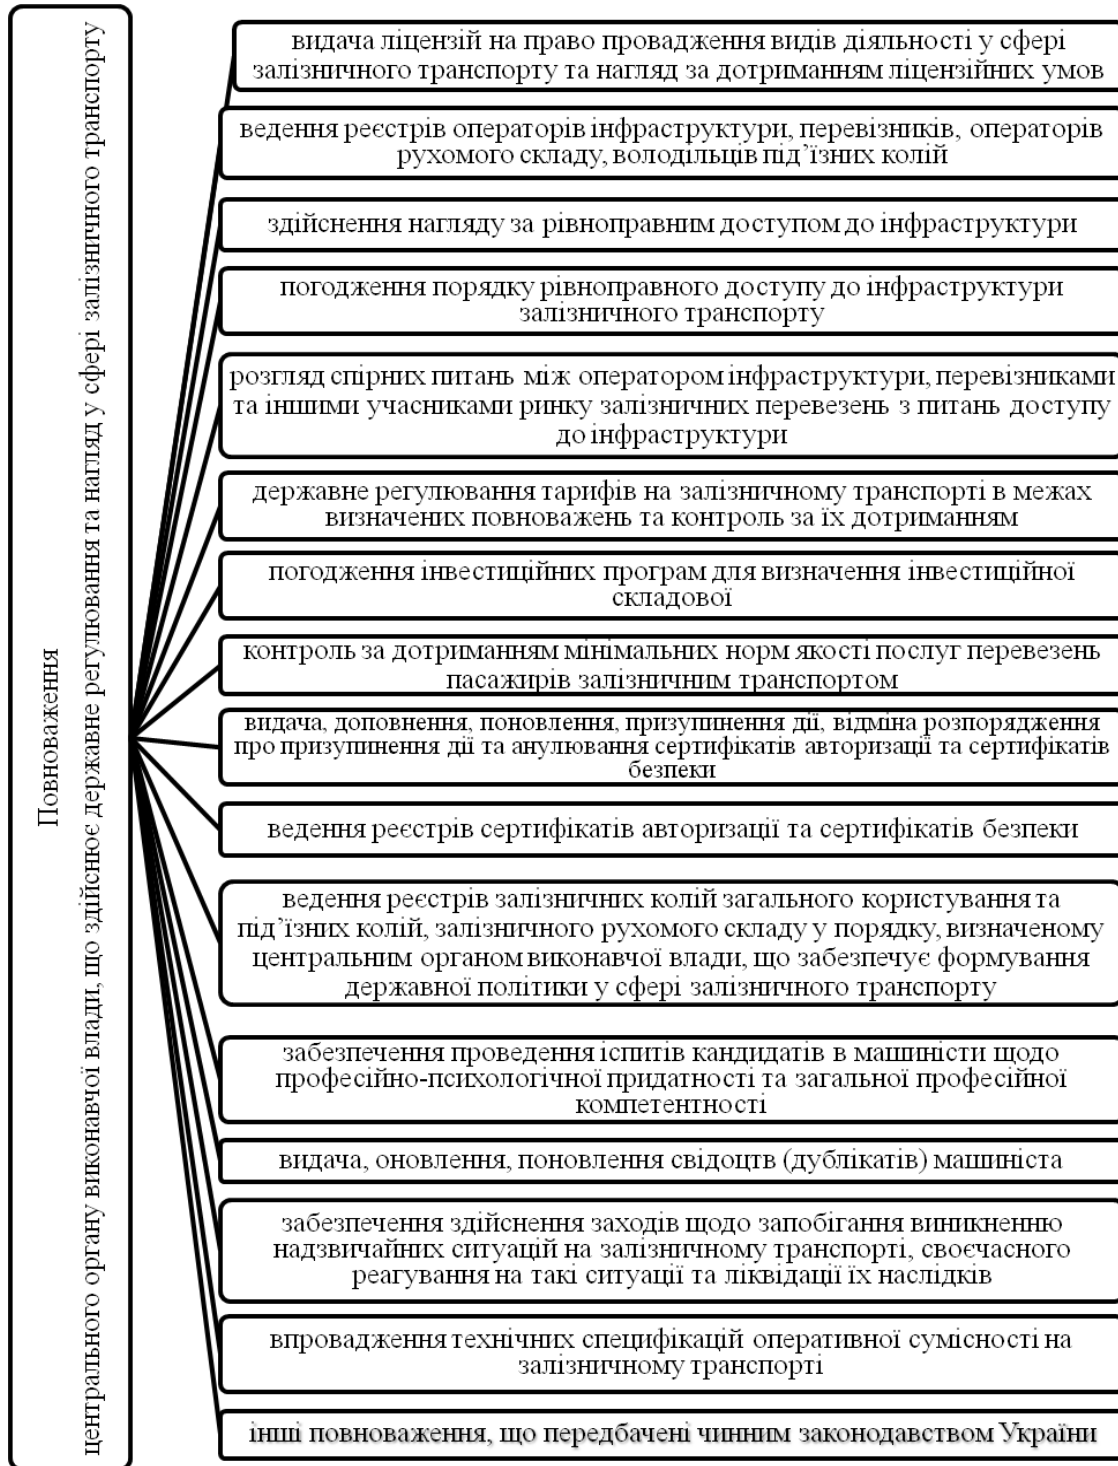 Повноваження
центрального органу виконавчої влади, що здійснює державне регулювання та нагляд у сфері залізничного транспорту
видача ліцензій на право провадження видів діяльності у сфері
залізничного транспорту та нагляд за дотриманням ліцензійних умов
ведення реєстрів операторів інфраструктури, перевізників, операторів
рухомого складу, володільців під’їзних колій
здійснення нагляду за рівноправним доступом до інфраструктури
погодження порядку рівноправного доступу до інфраструктури
залізничного транспорту
розгляд спірних питань між оператором інфраструктури, перевізниками
та іншими учасниками ринку залізничних перевезень з питань доступу
до інфраструктури
державне регулювання тарифів на залізничному транспорті в межах
визначених повноважень та контроль за їх дотриманням
погодження інвестиційних програм для визначення інвестиційної
складової
контроль за дотриманням мінімальних норм якості послуг перевезень
пасажирів залізничним транспортом
видача, доповнення, поновлення, призупинення дії, відміна розпорядження
про призупинення дії та анулювання сертифікатів авторизації та сертифікатів
безпеки
ведення реєстрів сертифікатів авторизації та сертифікатів безпеки
ведення реєстрів залізничних колій загального користування та
під’їзних колій, залізничного рухомого складу у порядку, визначеному
центральним органом виконавчої влади, що забезпечує формування
державної політики у сфері залізничного транспорту
забезпечення проведення іспитів кандидатів в машиністи щодо
професійно-психологічної придатності та загальної професійної
компетентності
видача, оновлення, поновлення свідоцтв (дублікатів) машиніста
забезпечення здійснення заходів щодо запобігання виникненню
надзвичайних ситуацій на залізничному транспорті, своєчасного
реагування на такі ситуації та ліквідації їх наслідків
впровадження технічних специфікацій оперативної сумісності на
залізничному транспорті
інші повноваження, що передбачені чинним законодавством України